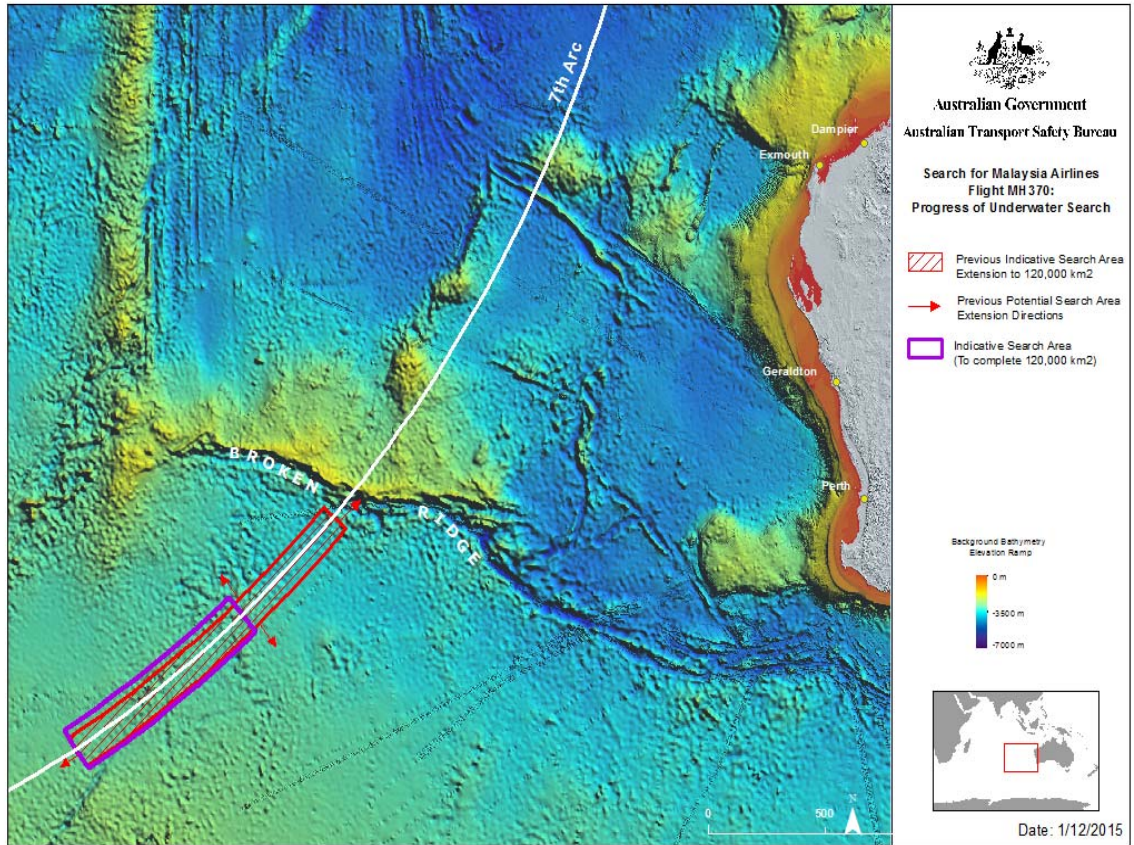 7th Arc
Dampier
Exmouth
Geraldton
BROKEN
RIDGE
Perth
0
500
N
Australian Government
Australian Transport Safety Bureau
Search for Malaysia Airlines
Flight MH370:
Progress of Underwater Search
Previous Indicative Search Area
Extension to 120,000 km2
Previous Potential Search Area
Extension Directions
Indicative Search Area
(To complete 120,000 km2)
Background Bathymetry
Elevation Ramp
0 m
-3500 m
-7000 m
Date: 1/12/2015